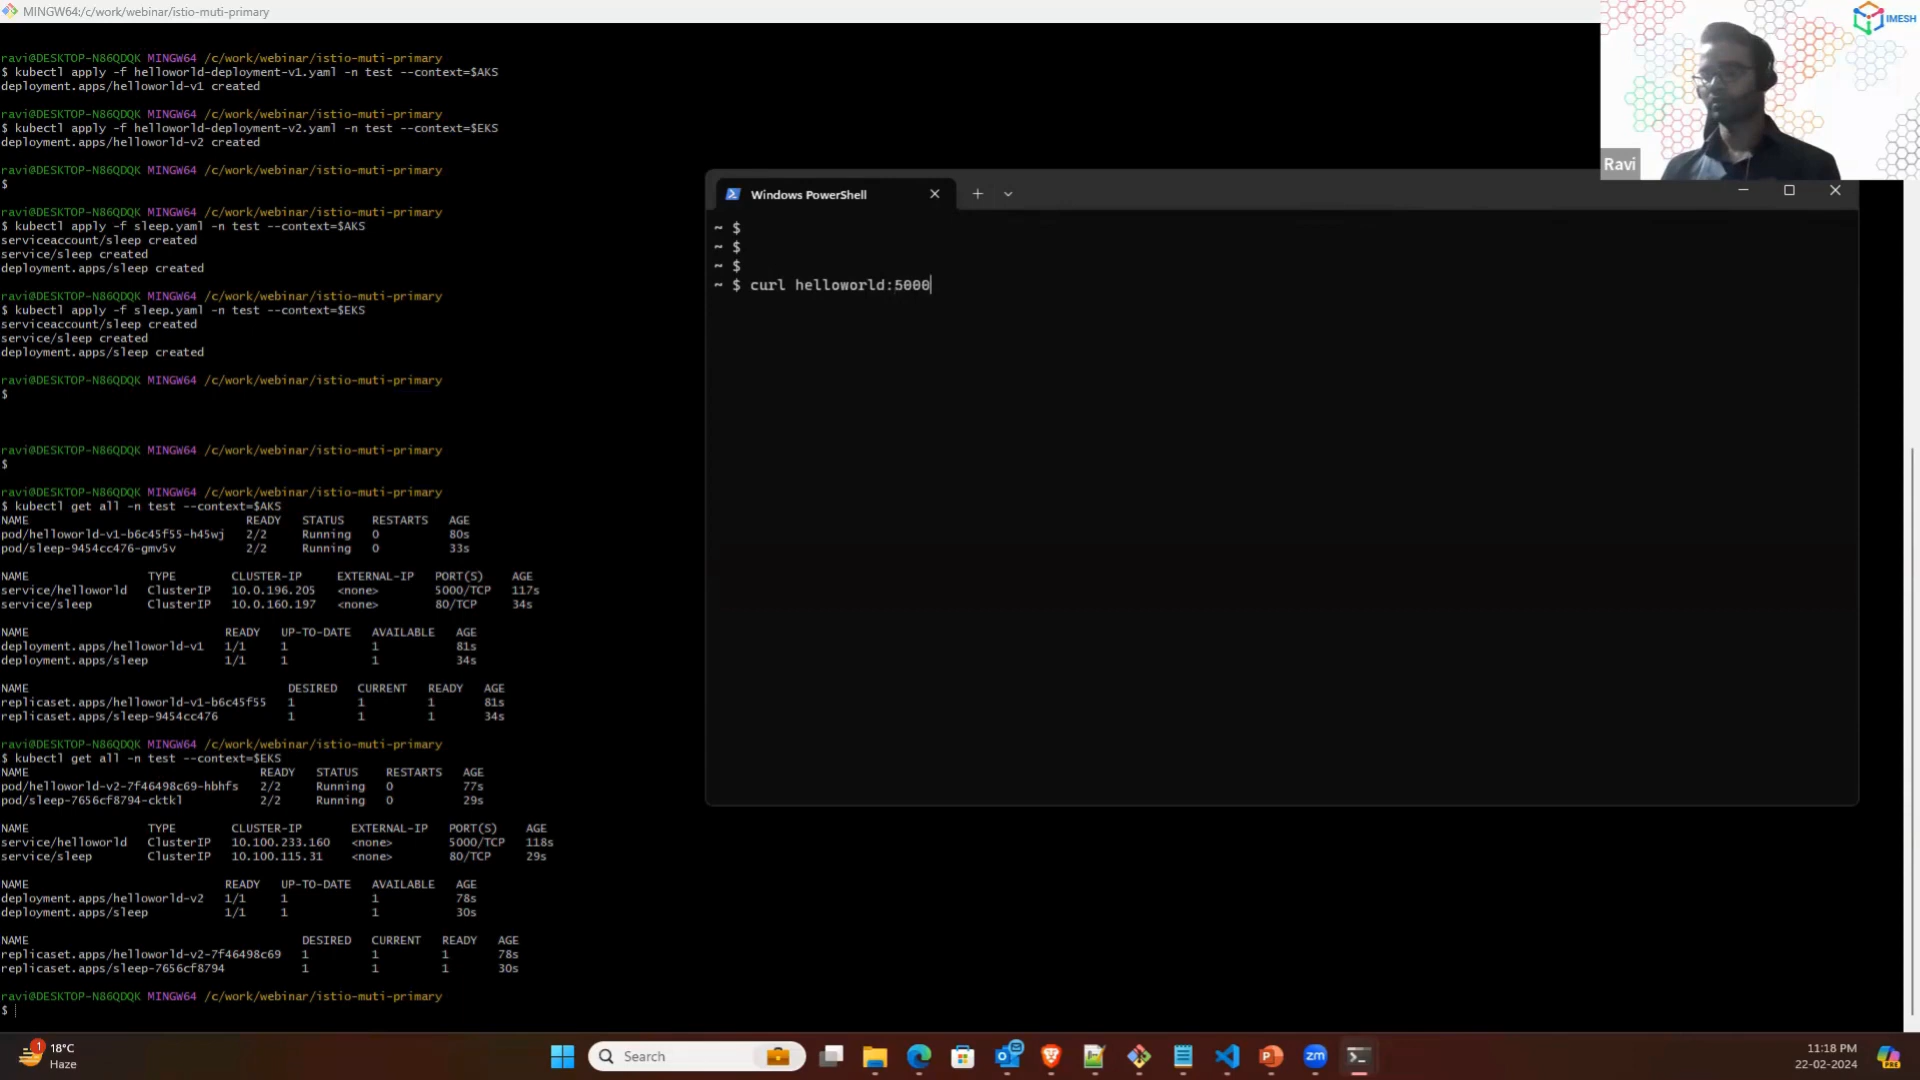 MINGW64:/c/work/webinar/istio-muti-primary
ravi@DESKTOP-N86QDQK MINGW64 /c/work/webinar/istio-muti-primary
$ kubectl apply -f helloworld-deployment-v1.yaml -n test --context=$AKS
deployment.apps/helloworld-v1 created
ravi@DESKTOP-N86QDQK MINGW64 /c/work/webinar/istio-muti-primary
$ kubectl apply -f helloworld-deployment-v2.yaml -n test --context=$EKS
deployment.apps/helloworld-v2 created
ravi@DESKTOP-N86QDQK MINGW64 /c/work/webinar/istio-muti-primary
$
ravi@DESKTOP-N86QDQK MINGW64 /c/work/webinar/istio-muti-primary
$ kubectl apply -f sleep.yaml -n test --context=$AKS
serviceaccount/sleep created
service/sleep created
deployment.apps/sleep created
ravi@DESKTOP-N86QDQK MINGW64 /c/work/webinar/istio-muti-primary
$ kubectl apply -f sleep.yaml -n test --context=$EKS
serviceaccount/sleep created
service/sleep created
deployment.apps/sleep created
ravi@DESKTOP-N86QDQK MINGW64 /c/work/webinar/istio-muti-primary
$
ravi@DESKTOP-N86QDQK MINGW64 /c/work/webinar/istio-muti-primary
$
ravi@DESKTOP-N86QDQK MINGW64 /c/work/webinar/istio-muti-primary
$ kubectl get all -n test --context=$AKS
NAME READY STATUS RESTARTS AGE
pod/helloworld-v1-b6c45f55-h45wj 2/2 Running 0 80s
pod/sleep-9454cc476-gmv5v 2/2 Running 0 33s
NAME TYPE CLUSTER-IP EXTERNAL-IP PORT(S) AGE
service/helloworld ClusterIP 10.0.196.205 <none> 5000/TCP 117s
service/sleep ClusterIP 10.0.160.197 <none> 80/TCP 34s
NAME READY UP-TO-DATE AVAILABLE AGE
deployment.apps/helloworld-v1 1/1 1 1 81s
deployment.apps/sleep 1/1 1 1 34s
NAME DESIRED CURRENT READY AGE
replicaset.apps/helloworld-v1-b6c45f55 1 1 1 81s
replicaset.apps/sleep-9454cc476 1 1 1 34s
ravi@DESKTOP-N86QDQK MINGW64 /c/work/webinar/istio-muti-primary
$ kubectl get all -n test --context=$EKS
NAME READY STATUS RESTARTS AGE
pod/helloworld-v2-7f46498c69-hbhfs 2/2 Running 0 77s
pod/sleep-7656cf8794-cktkl 2/2 Running 0 29s
NAME TYPE CLUSTER-IP EXTERNAL-IP PORT(S) AGE
service/helloworld ClusterIP 10.100.233.160 <none> 5000/TCP 118s
service/sleep ClusterIP 10.100.115.31 <none> 80/TCP 29s
NAME READY UP-TO-DATE AVAILABLE AGE
deployment.apps/helloworld-v2 1/1 1 1 78s
deployment.apps/sleep 1/1 1 1 30s
NAME DESIRED CURRENT READY AGE
replicaset.apps/helloworld-v2-7f46498c69 1 1 1 78s
replicaset.apps/sleep-7656cf8794 1 1 1 30s
ravi@DESKTOP-N86QDQK MINGW64 /c/work/webinar/istio-muti-primary
$
Windows PowerShell
~ $
~ $
~ $
~ $ curl helloworld:5000
IMESH
Ravi
1
18°C
Haze
Search
zm
11:18 PM
22-02-2024